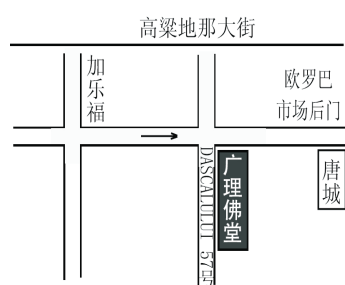 高粱地那大街
加乐福
欧罗巴
市场后门
DASCALULUI 57号
广理佛堂
唐城